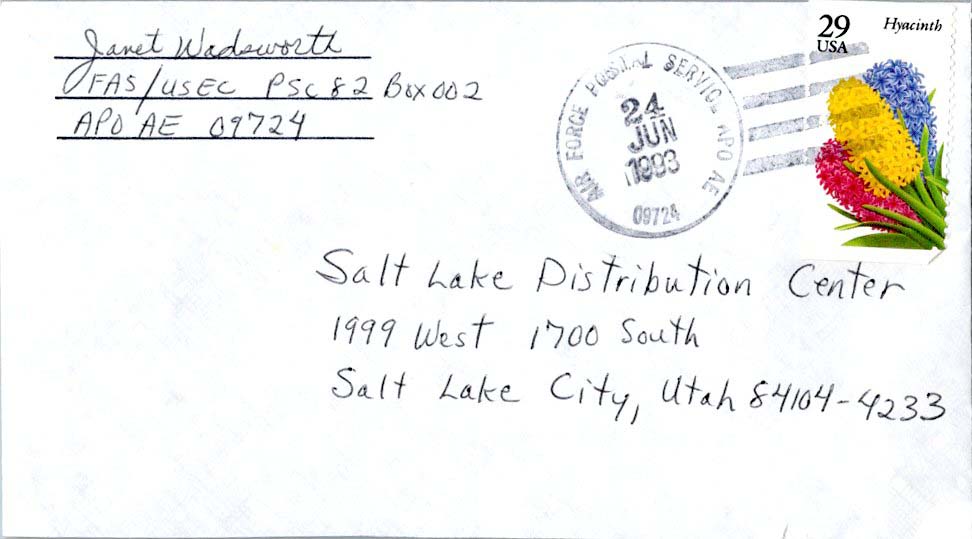 Janet Wadsworth
FAS/USEC PSC 82 Box 002
APO AE 09724
29
USA
Hyacinth
AIR FORCE POSTAL SERVICE APO AE
24
JUN
1993
09724
Salt Lake Distribution Center
1999 West 1700 South
Salt Lake City, Utah 84104-4233